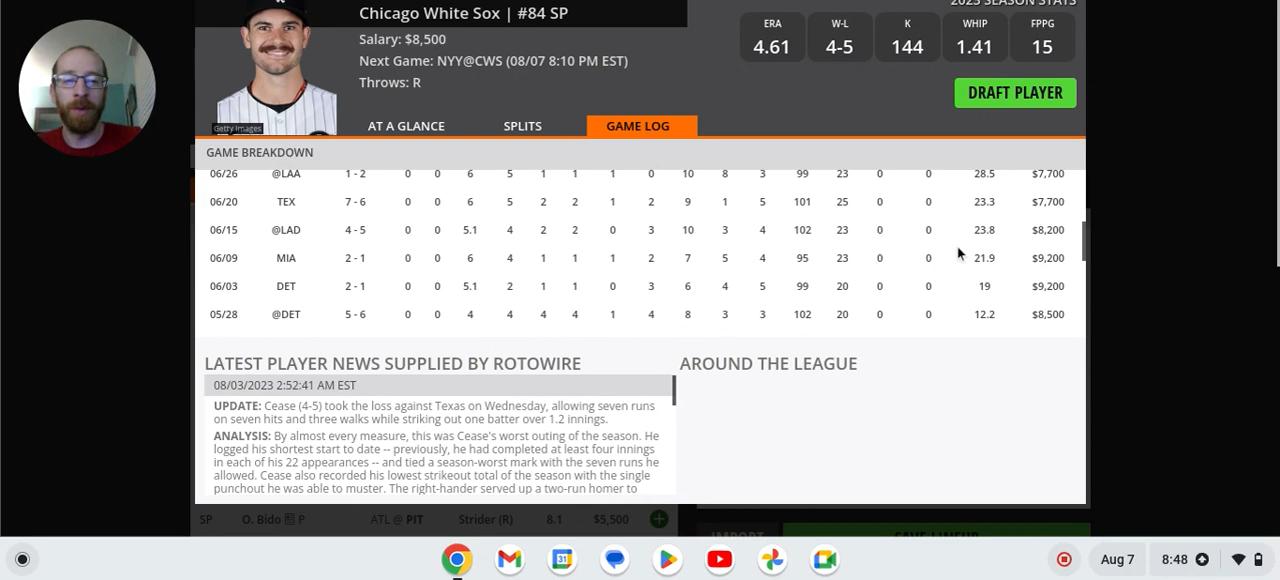 2023 SEASON STATS
Chicago White Sox | #84 SP
Salary: $8,500
Next Game: NYY@CWS (08/07 8:10 PM EST)
Throws: R
ERA W-L K WHIP FPPG
4.61 4-5 144 1.41 15
DRAFT PLAYER
Getty Images
AT A GLANCE SPLITS GAME LOG
GAME BREAKDOWN
06/26 @LAA 1 - 2 0 0 6 5 1 1 1 0 10 8 3 99 23 0 0 28.5 $7,700
06/20 TEX 7 - 6 0 0 6 5 2 2 1 2 9 1 5 101 25 0 0 23.3 $7,700
06/15 @LAD 4 - 5 0 0 5.1 4 2 2 0 3 10 3 4 102 23 0 0 23.8 $8,200
06/09 MIA 2 - 1 0 0 6 4 1 1 1 2 7 5 4 95 23 0 0 21.9 $9,200
06/03 DET 2 - 1 0 0 5.1 2 1 1 0 3 6 4 5 99 20 0 0 19 $9,200
05/28 @DET 5 - 6 0 0 4 4 4 4 1 4 8 3 3 102 20 0 0 12.2 $8,500
LATEST PLAYER NEWS SUPPLIED BY ROTOWIRE
AROUND THE LEAGUE
08/03/2023 2:52:41 AM EST
UPDATE: Cease (4-5) took the loss against Texas on Wednesday, allowing seven runs
on seven hits and three walks while striking out one batter over 1.2 innings.
ANALYSIS: By almost every measure, this was Cease's worst outing of the season. He
logged his shortest start to date -- previously, he had completed at least four innings
in each of his 22 appearances -- and tied a season-worst mark with the seven runs he
allowed. Cease also recorded his lowest strikeout total of the season with the single
punchout he was able to muster. The right-hander served up a two-run homer to
SP O. Bido P ATL @ PIT Strider (R) 8.1 $5,500
IMPORT SAVE LINEUP
31
Aug 7 8:48